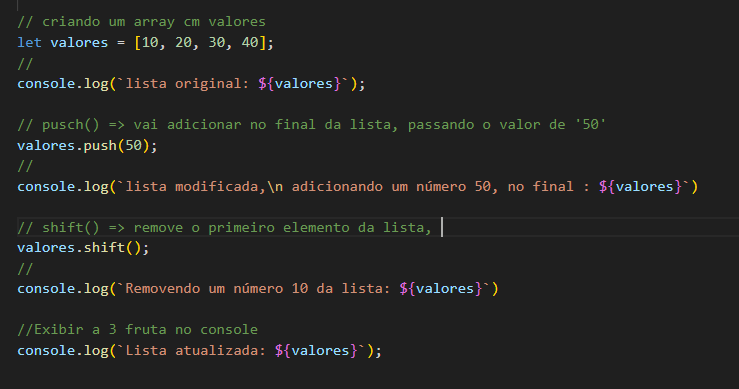 // criando um array cm valores
let valores = [10, 20, 30, 40];
//
console.log(`lista original: ${valores}`);
// pusch() => vai adicionar no final da lista, passando o valor de '50'
valores.push(50);
//
console.log(`lista modificada,\n adicionando um número 50, no final : ${valores}`)
// shift() => remove o primeiro elemento da lista,
valores.shift();
//
console.log(`Removendo um número 10 da lista: ${valores}`)
//Exibir a 3 fruta no console
console.log(`Lista atualizada: ${valores}`);